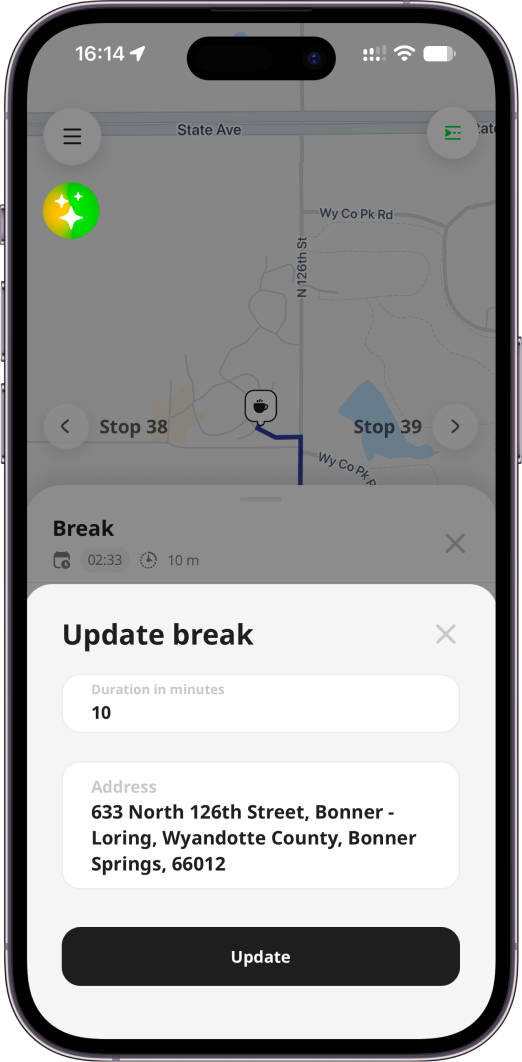 16:14
State Ave
Wy Co Pk Rd
N 126th St
Stop 38
Stop 39
Wy Co Pk
Break
02:33
10 m
Update break
Duration in minutes
10
Address
633 North 126th Street, Bonner -
Loring, Wyandotte County, Bonner
Springs, 66012
Update